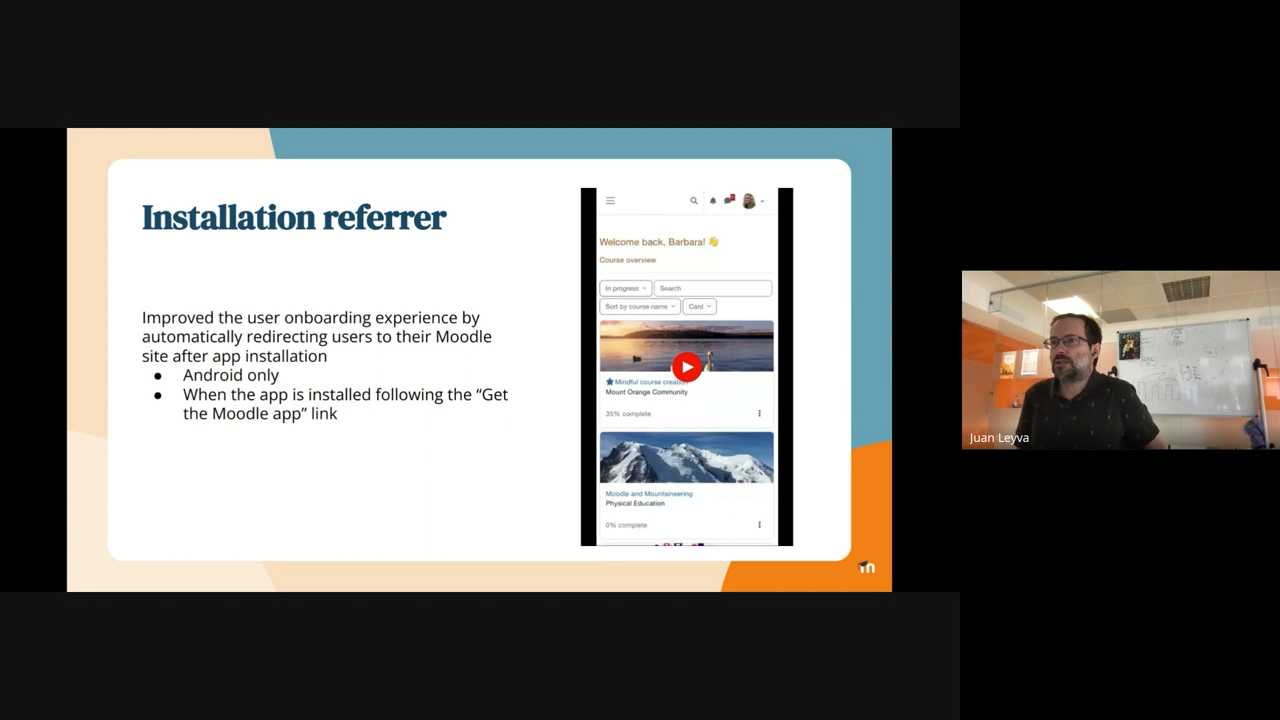 Installation referrer
Improved the user onboarding experience by
automatically redirecting users to their Moodle
site after app installation
● Android only
● When the app is installed following the “Get
the Moodle app” link
Welcome back, Barbara! 👋
Course overview
In progress
Search
Sort by course name
Card
Mindful course creation
Mount Orange Community
35% complete
Moodle and Mountaineering
Physical Education
0% complete
m
Juan Leyva